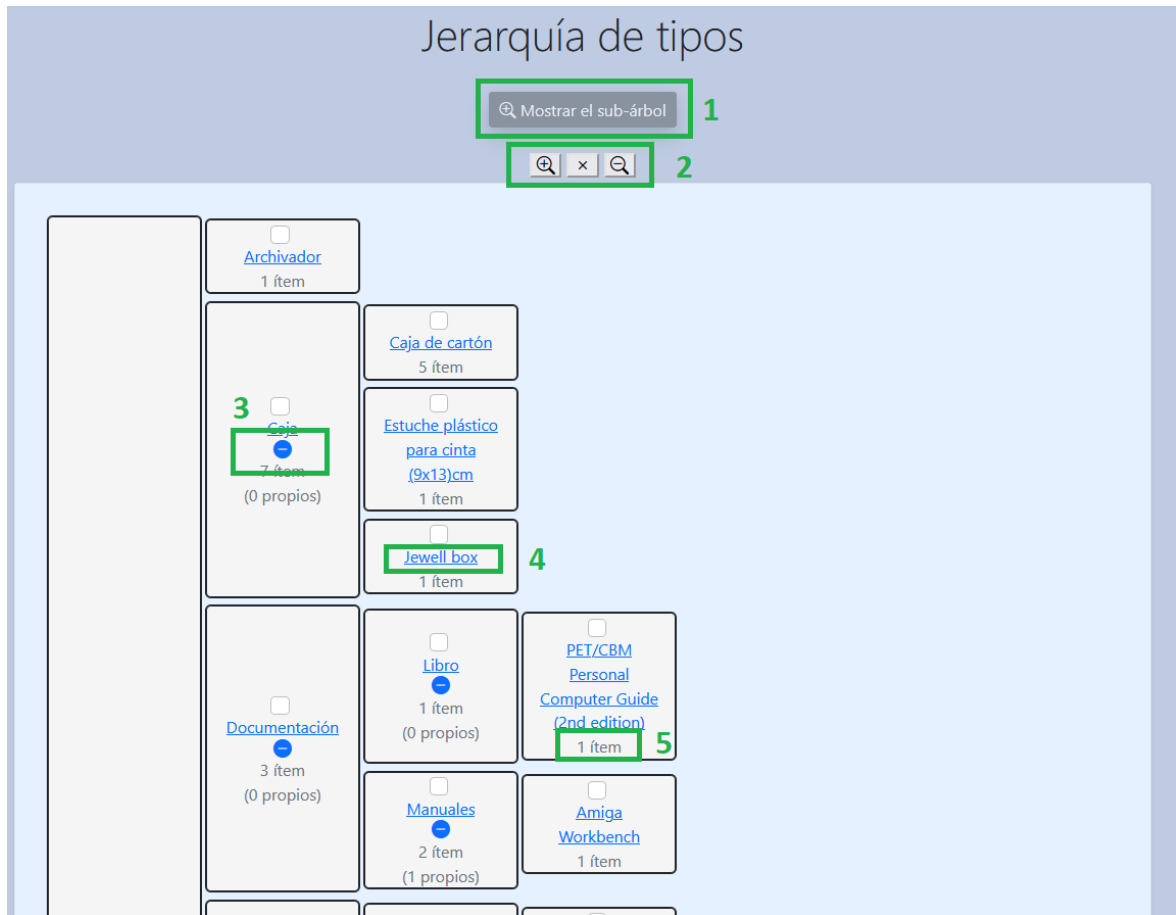 Jerarquía de tipos
Mostrar el sub-árbol
1
×
2
Archivador
1 ítem
Caja de cartón
5 ítem
3
Caja
7 ítem
(0 propios)
Estuche plástico
para cinta
(9x13)cm
1 ítem
Jewell box
4
1 ítem
Documentación
3 ítem
(0 propios)
Libro
1 ítem
(0 propios)
PET/CBM
Personal
Computer Guide
(2nd edition)
1 ítem
5
Manuales
2 ítem
(1 propios)
Amiga
Workbench
1 ítem